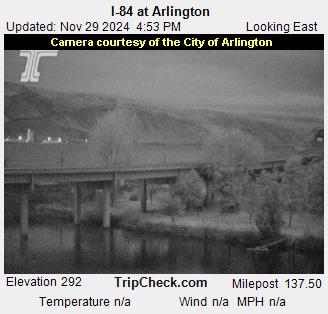 I-84 at Arlington
Updated: Nov 29 2024 4:53 PM Looking East
Camera courtesy of the City of Arlington
Elevation 292 TripCheck.com Milepost 137.50
Temperature n/a Wind n/a MPH n/a